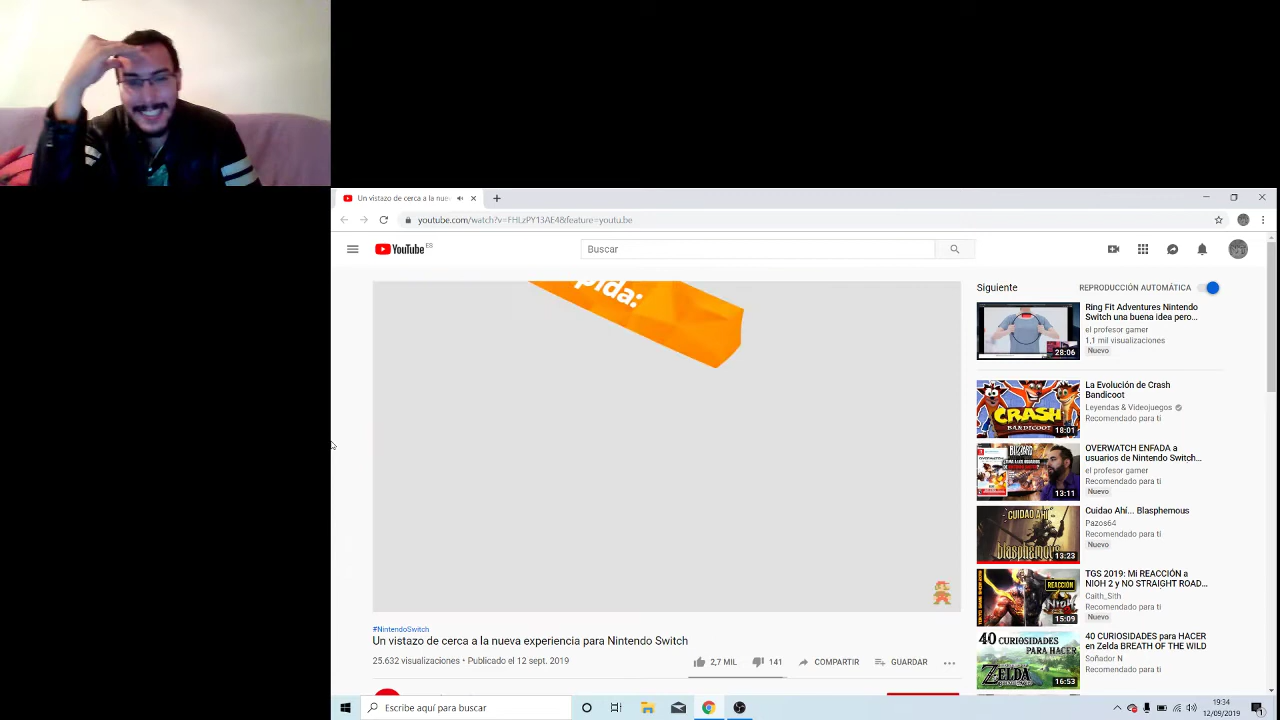 Un vistazo de cerca a la nue
youtube.com/watch?v=FHLzPY13AE4&feature=youtu.be
YouTube ES
Buscar
pida:
#NintendoSwitch
Un vistazo de cerca a la nueva experiencia para Nintendo Switch
25.632 visualizaciones • Publicado el 12 sept. 2019
2,7 MIL
141
COMPARTIR
GUARDAR
Siguiente
REPRODUCCIÓN AUTOMÁTICA
28:06
Ring Fit Adventures Nintendo
Switch una buena idea pero...
el profesor gamer
1,1 mil visualizaciones
Nuevo
CRASH
BANDICOOT
18:01
La Evolución de Crash
Bandicoot
Leyendas & Videojuegos
Recomendado para ti
BLIZZARD
13:11
OVERWATCH ENFADA a
usuarios de Nintendo Switch...
el profesor gamer
Recomendado para ti
Nuevo
CUIDAO AHÍ
blasphemous
13:23
Cuidao Ahí... Blasphemous
Pazos64
Recomendado para ti
Nuevo
REACCIÓN
NIOH
15:09
TGS 2019: Mi REACCIÓN a
NIOH 2 y NO STRAIGHT ROAD...
Caith_Sith
Recomendado para ti
Nuevo
40 CURIOSIDADES
PARA HACER
ZELDA
16:53
40 CURIOSIDADES para HACER
en Zelda BREATH OF THE WILD
Soñador N
Recomendado para ti
Escribe aquí para buscar
19:34
12/09/2019
1